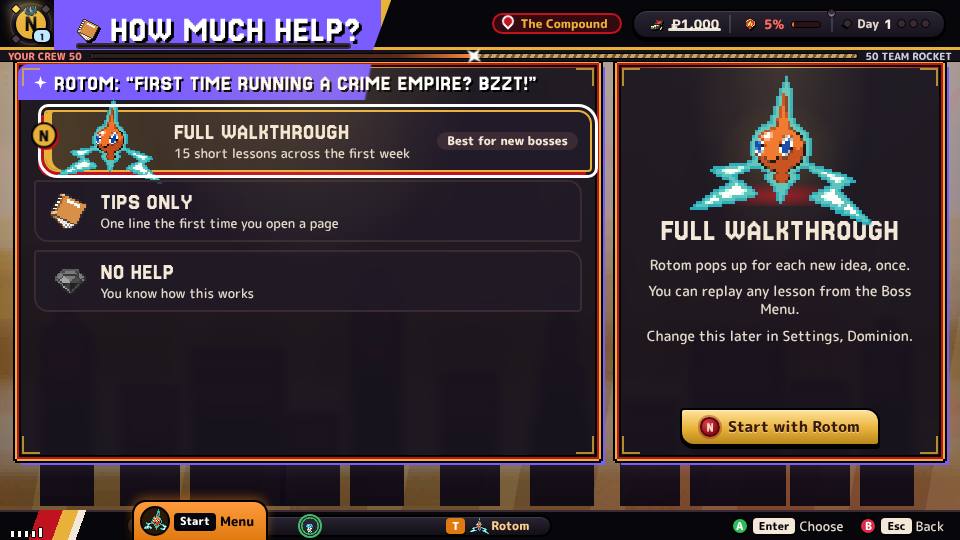 HOW MUCH HELP?
N
1
The Compound
₽1,000
5%
Day 1
YOUR CREW 50
50 TEAM ROCKET
ROTOM: “FIRST TIME RUNNING A CRIME EMPIRE? BZZT!”
N
FULL WALKTHROUGH
15 short lessons across the first week
Best for new bosses
TIPS ONLY
One line the first time you open a page
NO HELP
You know how this works
FULL WALKTHROUGH
Rotom pops up for each new idea, once.
You can replay any lesson from the Boss
Menu.
Change this later in Settings, Dominion.
N Start with Rotom
Start Menu
T Rotom
A Enter Choose
B Esc Back